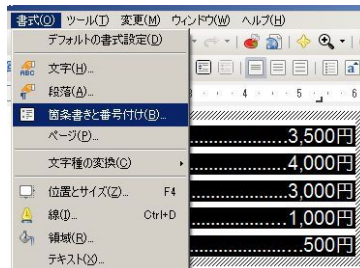 書式(O) ツール(T) 変更(M) ウィンドウ(W) ヘルプ(H)
デフォルトの書式設定(D)
文字(H)...
段落(A)...
箇条書きと番号付け(B)...
ページ(P)...
文字種の変換(C)
位置とサイズ(Z)... F4
線(I)... Ctrl+D
領域(R)...
テキスト(X)...
5 6
3,500円
4,000円
3,000円
1,000円
500円